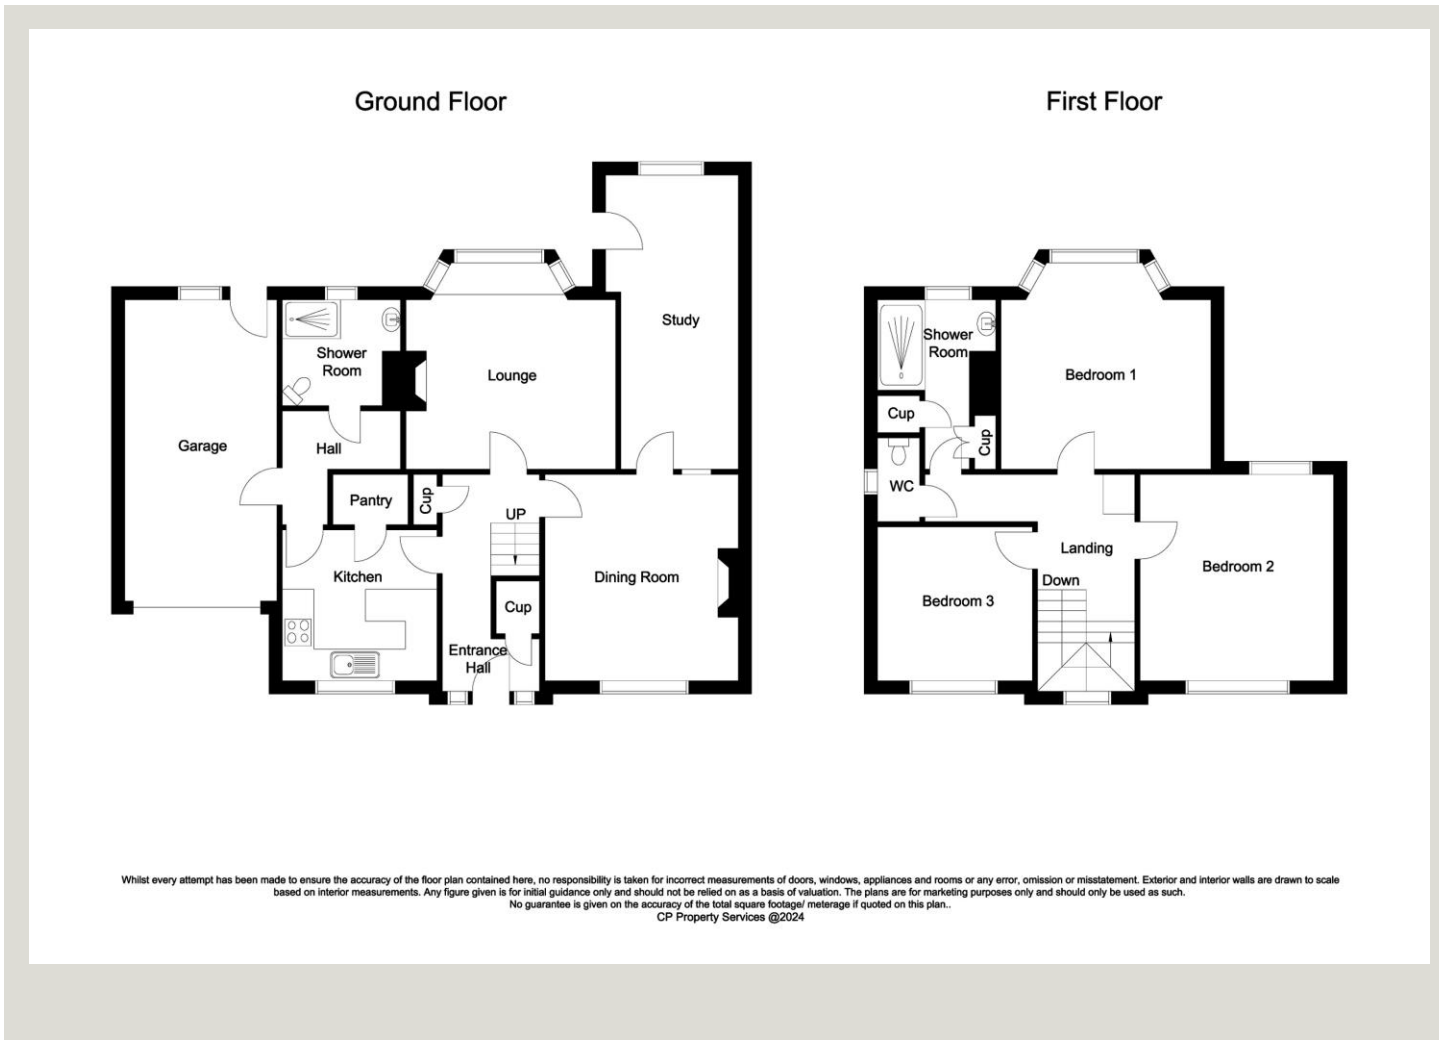 Ground Floor
First Floor
Study
Shower
Room
Lounge
Garage
Hall
Pantry
Cup
UP
Kitchen
Dining Room
Cup
Entrance
Hall
Shower
Room
Bedroom 1
Cup
Cup
WC
Landing
Bedroom 2
Down
Bedroom 3
Whilst every attempt has been made to ensure the accuracy of the floor plan contained here, no responsibility is taken for incorrect measurements of doors, windows, appliances and rooms or any error, omission or misstatement. Exterior and interior walls are drawn to scale
based on interior measurements. Any figure given is for initial guidance only and should not be relied on as a basis of valuation. The plans are for marketing purposes only and should only be used as such.
No guarantee is given on the accuracy of the total square footage/ meterage if quoted on this plan..
CP Property Services @2024